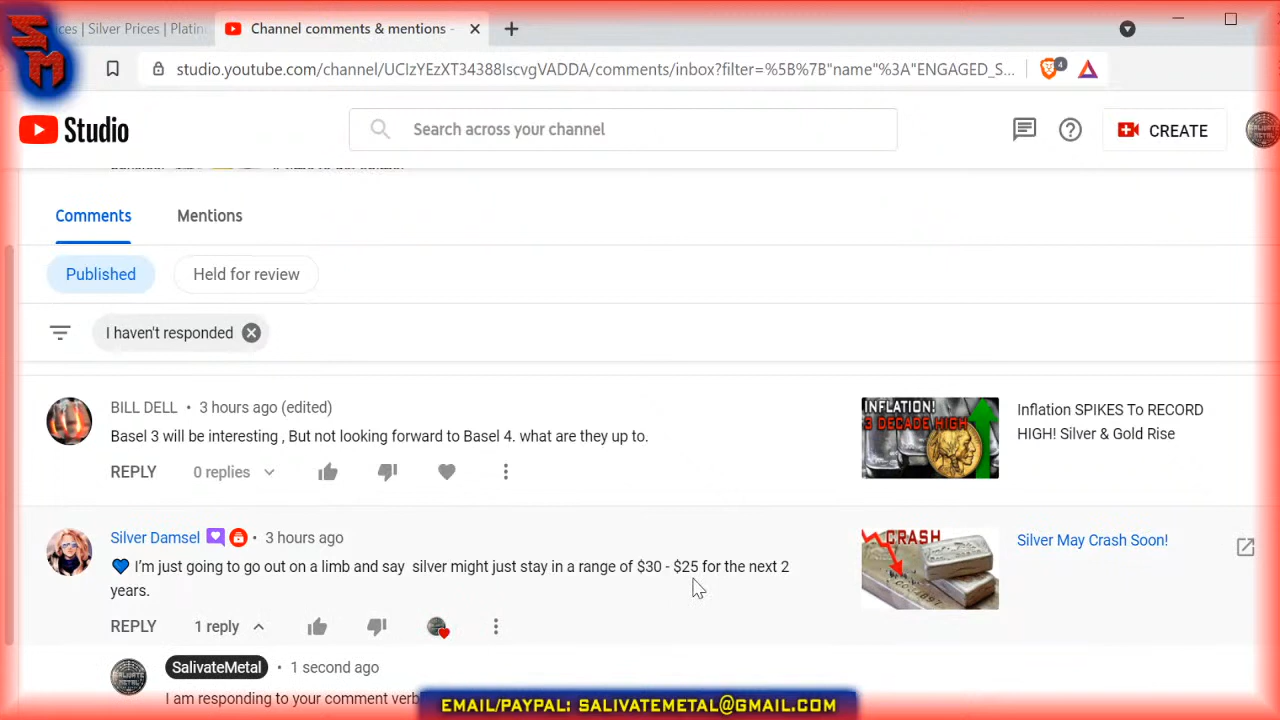 SM
ices | Silver Prices | Platin
Channel comments & mentions -
studio.youtube.com/channel/UCIzYEzXT34388IscvgVADDA/comments/inbox?filter=%5B%7B"name"%3A"ENGAGED_S...
4
Studio
Search across your channel
CREATE
Comments
Mentions
Published
Held for review
I haven't responded
BILL DELL • 3 hours ago (edited)
Basel 3 will be interesting , But not looking forward to Basel 4. what are they up to.
REPLY
0 replies
INFLATION!
3 DECADE HIGH
Inflation SPIKES To RECORD
HIGH! Silver & Gold Rise
Silver Damsel • 3 hours ago
💙 I'm just going to go out on a limb and say silver might just stay in a range of $30 - $25 for the next 2
years.
REPLY
1 reply
CRASH
Silver May Crash Soon!
SalivateMetal • 1 second ago
I am responding to your comment verb
EMAIL/PAYPAL: SALIVATEMETAL@GMAIL.COM